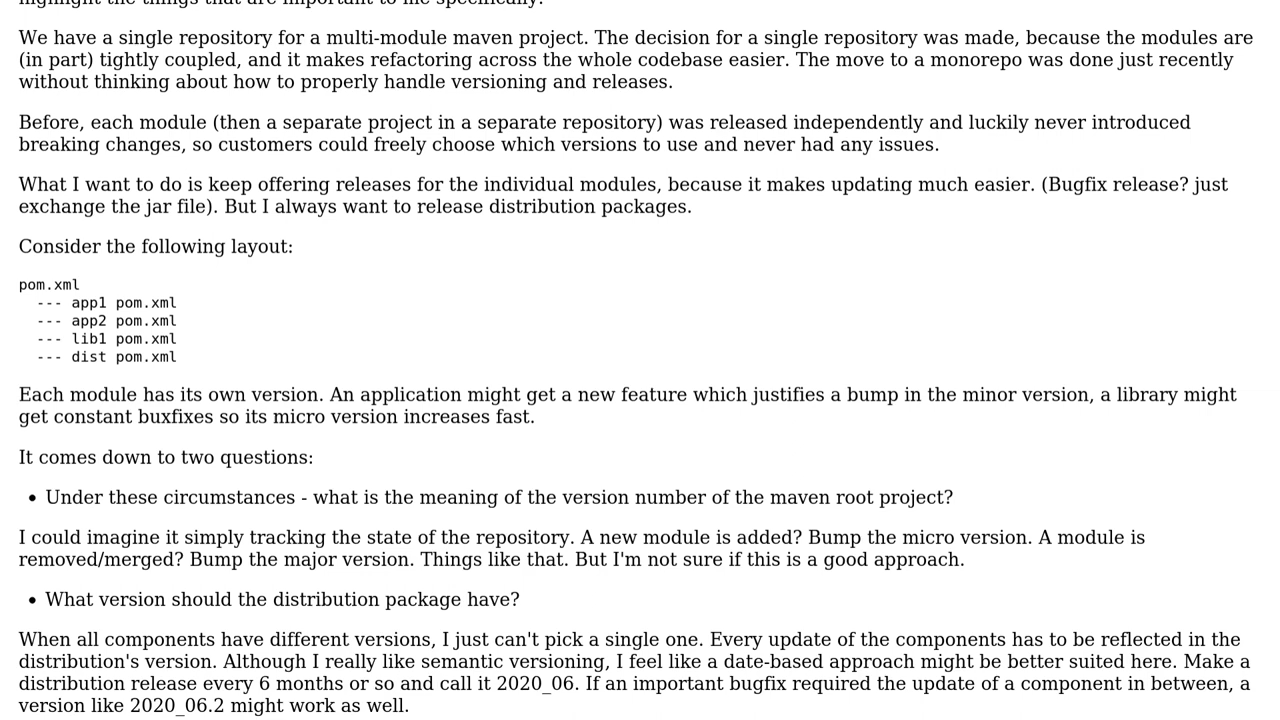 highlight the things that are important to me specifically.
We have a single repository for a multi-module maven project. The decision for a single repository was made, because the modules are
(in part) tightly coupled, and it makes refactoring across the whole codebase easier. The move to a monorepo was done just recently
without thinking about how to properly handle versioning and releases.
Before, each module (then a separate project in a separate repository) was released independently and luckily never introduced
breaking changes, so customers could freely choose which versions to use and never had any issues.
What I want to do is keep offering releases for the individual modules, because it makes updating much easier. (Bugfix release? just
exchange the jar file). But I always want to release distribution packages.
Consider the following layout:
pom.xml
--- app1 pom.xml
--- app2 pom.xml
--- lib1 pom.xml
--- dist pom.xml
Each module has its own version. An application might get a new feature which justifies a bump in the minor version, a library might
get constant buxfixes so its micro version increases fast.
It comes down to two questions:
• Under these circumstances - what is the meaning of the version number of the maven root project?
I could imagine it simply tracking the state of the repository. A new module is added? Bump the micro version. A module is
removed/merged? Bump the major version. Things like that. But I'm not sure if this is a good approach.
• What version should the distribution package have?
When all components have different versions, I just can't pick a single one. Every update of the components has to be reflected in the
distribution's version. Although I really like semantic versioning, I feel like a date-based approach might be better suited here. Make a
distribution release every 6 months or so and call it 2020_06. If an important bugfix required the update of a component in between, a
version like 2020_06.2 might work as well.